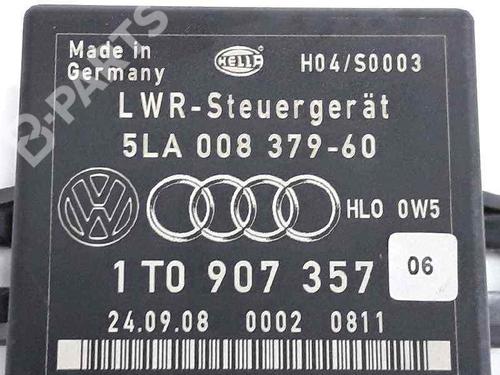 Made in
Germany
HELLA
H04/S0003
LWR-Steuergerät
5LA 008 379-60
HLO 0W5
1T0 907 357
06
24.09.08 0002 0811
B-PARTS